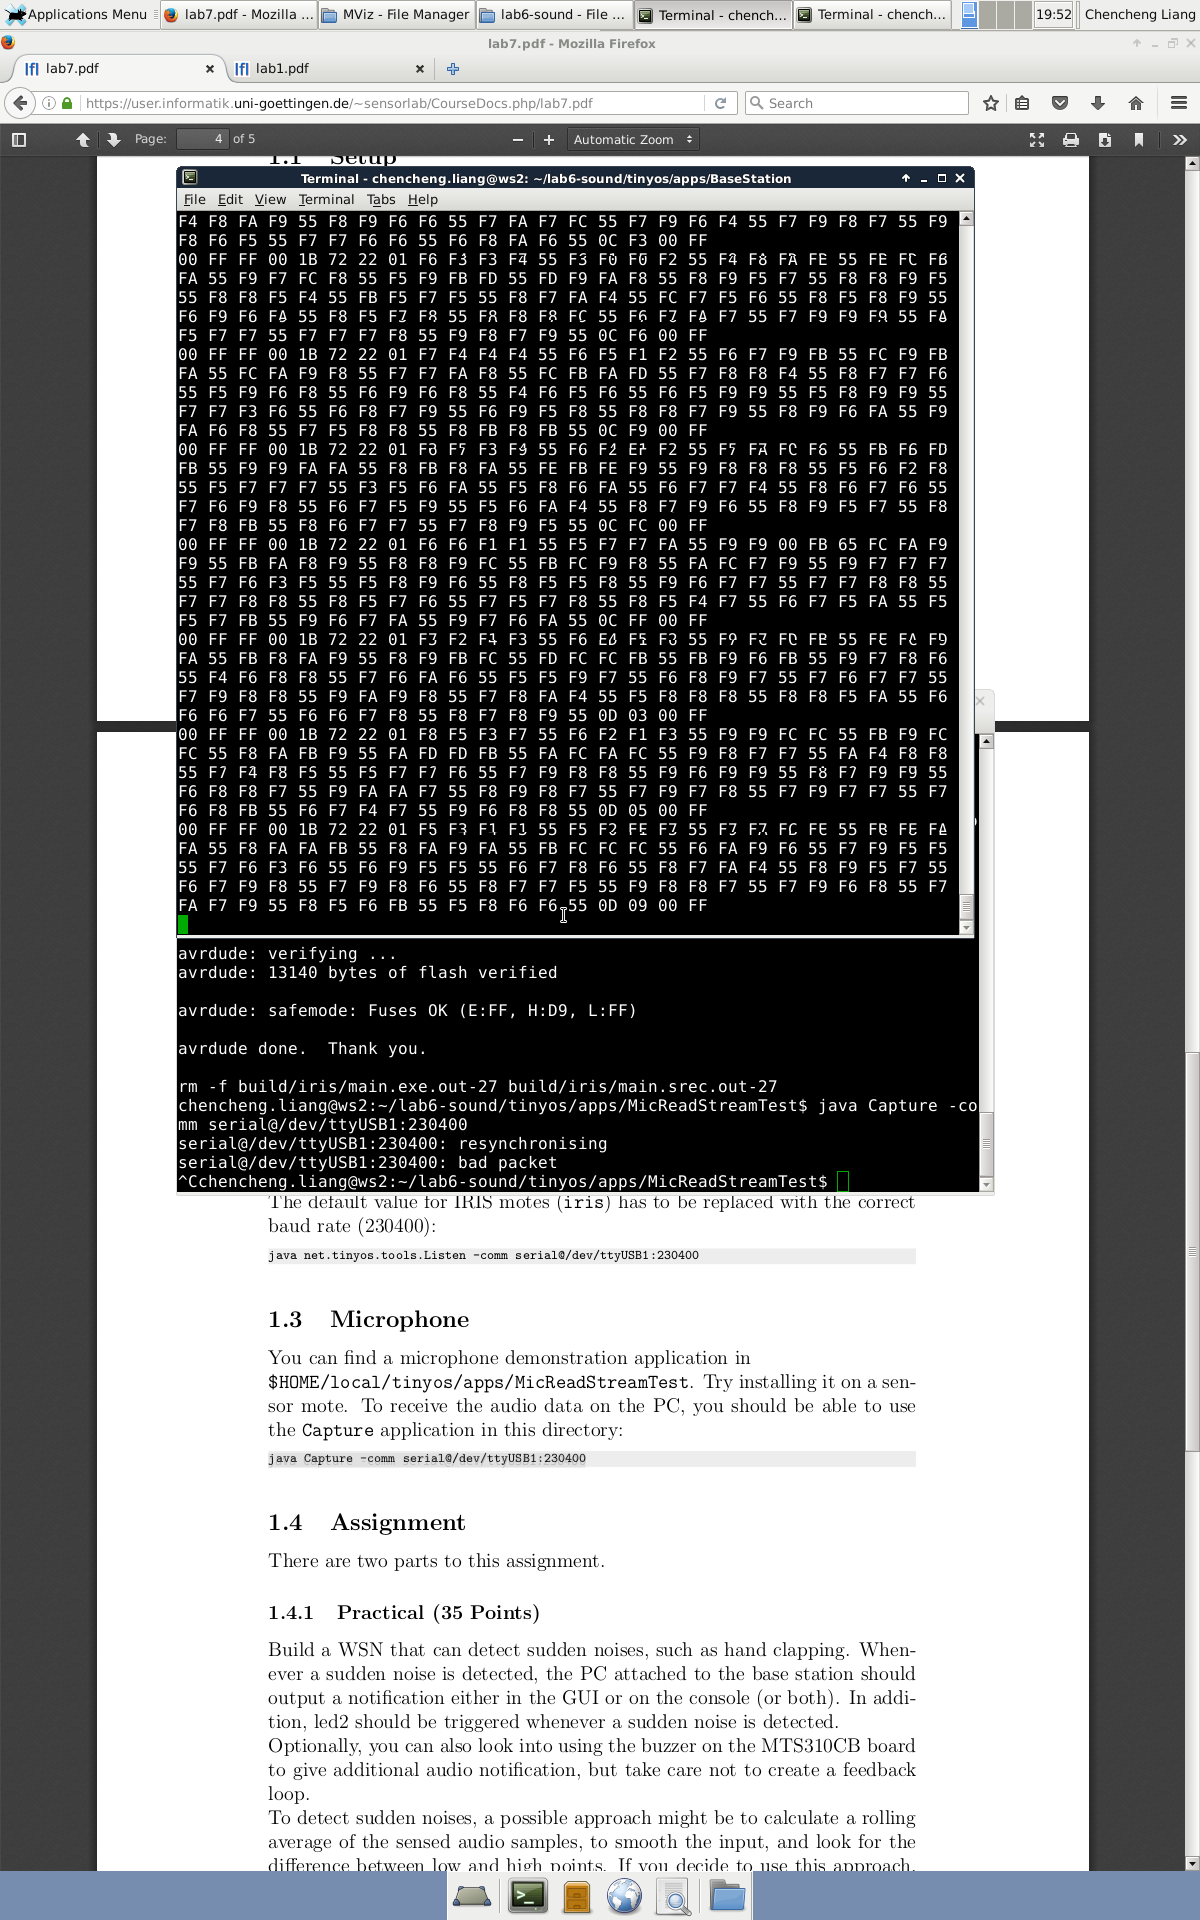 Applications Menu
lab7.pdf - Mozilla ...
MViz - File Manager
lab6-sound - File ...
Terminal - chench...
Terminal - chench...
19:52
Chencheng Liang
lab7.pdf - Mozilla Firefox
lab7.pdf
lab1.pdf
https://user.informatik.uni-goettingen.de/~sensorlab/CourseDocs.php/lab7.pdf
Search
Page: 4 of 5
Automatic Zoom
1.1 Setup
Terminal - chencheng.liang@ws2: ~/lab6-sound/tinyos/apps/BaseStation
File Edit View Terminal Tabs Help
F4 F8 FA F9 55 F8 F9 F6 F6 55 F7 FA F7 FC 55 F7 F9 F6 F4 55 F7 F9 F8 F7 55 F9
F8 F6 F5 55 F7 F7 F6 F6 55 F6 F8 FA F6 55 0C F3 00 FF
00 FF FF 00 1B 72 22 01 F6 F3 F3 F4 55 F3 F0 F2 55 F4 F8 FA FE 55 FE FC F6
FA 55 F9 F7 FC F8 55 F5 F9 FB FD 55 FD F9 FA F8 55 F8 F9 F5 F7 55 F8 F8 F9 F5
55 F8 F8 F5 F4 55 FB F5 F7 F5 55 F8 F7 FA F4 55 FC F7 F5 F6 55 F8 F5 F8 F9 55
F6 F9 F6 FA 55 F8 F5 F7 F8 55 F8 F8 F8 FC 55 F6 F7 FA F7 55 F7 F9 F9 F9 55 FA
F5 F7 F7 55 F7 F7 F7 F8 55 F9 F8 F7 F9 55 0C F6 00 FF
00 FF FF 00 1B 72 22 01 F7 F4 F4 F4 55 F6 F5 F1 F2 55 F6 F7 F9 FB 55 FC F9 FB
FA 55 FC FA F9 F8 55 F7 F7 FA F8 55 FC FB FA FD 55 F7 F8 F8 F4 55 F8 F7 F7 F6
55 F5 F9 F6 F8 55 F6 F9 F6 F8 55 F4 F6 F5 F6 55 F6 F5 F9 F9 55 F5 F8 F9 F9 55
F7 F7 F3 F6 55 F6 F8 F7 F9 55 F6 F9 F5 F8 55 F8 F8 F7 F9 55 F8 F9 F6 FA 55 F9
FA F6 F8 55 F7 F5 F8 F8 55 F8 FB F8 FB 55 0C F9 00 FF
00 FF FF 00 1B 72 22 01 F5 F3 55 F6 F2 F2 55 FA F6 55 FB F6 FD
FB 55 F9 F9 FA FA 55 F8 FB F8 FA 55 FE FB FE F9 55 F9 F8 F8 F8 55 F5 F6 F2 F8
55 F5 F7 F7 F7 55 F3 F5 F6 FA 55 F5 F8 F6 FA 55 F6 F7 F7 F4 55 F8 F6 F7 F6 55
F7 F6 F9 F8 55 F6 F7 F5 F9 55 F5 F6 FA F4 55 F8 F7 F9 F6 55 F8 F9 F5 F7 55 F8
F7 F8 FB 55 F8 F6 F7 F7 55 F7 F8 F9 F5 55 0C FC 00 FF
00 FF FF 00 1B 72 22 01 F6 F6 F1 F1 55 F5 F7 F7 FA 55 F9 F9 00 FB 65 FC FA F9
F9 55 FB FA F8 F9 55 F8 F8 F9 FC 55 FB FC F9 F8 55 FA FC F7 F9 55 F9 F7 F7 F7
55 F7 F6 F3 F5 55 F5 F8 F9 F6 55 F8 F5 F5 F8 55 F9 F6 F7 F7 55 F7 F7 F8 F8 55
F7 F7 F8 F8 55 F8 F5 F7 F6 55 F7 F5 F7 F8 55 F8 F5 F4 F7 55 F6 F7 F5 FA 55 F5
F5 F7 FB 55 F9 F6 F7 FA 55 F9 F7 F6 FA 55 0C FF 00 FF
00 FF FF 00 1B 72 22 01 F3 F2 F3 55 F6 F3 55 F9 55 FE FA F9
FA 55 FB F8 FA F9 55 F8 F9 FB FC 55 FD FC FC FB 55 FB F9 F6 FB 55 F9 F7 F8 F6
55 F4 F6 F8 F8 55 F7 F6 FA F6 55 F5 F5 F9 F7 55 F6 F8 F9 F7 55 F7 F6 F7 F7 55
F7 F9 F8 F8 55 F9 FA F9 F8 55 F7 F8 FA F4 55 F5 F8 F8 F8 55 F8 F8 F5 FA 55 F6
F6 F6 F7 55 F6 F6 F7 F8 55 F8 F7 F8 F9 55 0D 03 00 FF
00 FF FF 00 1B 72 22 01 F8 F5 F3 F7 55 F6 F2 F1 F3 55 F9 F9 FC FC 55 FB F9 FC
FC 55 F8 FA FB F9 55 FA FD FD FB 55 FA FC FA FC 55 F9 F8 F7 F7 55 FA F4 F8 F8
55 F7 F4 F8 F5 55 F5 F7 F7 F6 55 F7 F9 F8 F8 55 F9 F6 F9 F9 55 F8 F7 F9 F9 55
F6 F8 F8 F7 55 F9 FA FA F7 55 F8 F9 F8 F7 55 F7 F9 F7 F8 55 F7 F9 F7 F7 55 F7
F6 F8 FB 55 F6 F7 F4 F7 55 F9 F6 F8 F8 55 0D 05 00 FF
00 FF FF 00 1B 72 22 01 F5 F3 F1 F1 55 F5 F2 FE 55 F7 FC FE 55 FB FE FA
FA 55 F8 FA FA FB 55 F8 FA F9 FA 55 FB FC FC FC 55 F6 FA F9 F6 55 F7 F9 F5 F5
55 F7 F6 F3 F6 55 F6 F9 F5 F5 55 F6 F7 F8 F6 55 F8 F7 FA F4 55 F8 F9 F5 F7 55
F6 F7 F9 F8 55 F7 F9 F8 F6 55 F8 F7 F7 F5 55 F9 F8 F8 F7 55 F7 F9 F6 F8 55 F7
FA F7 F9 55 F8 F5 F6 FB 55 F5 F8 F6 F6 55 0D 09 00 FF
avrdude: verifying ...
avrdude: 13140 bytes of flash verified
avrdude: safemode: Fuses OK (E:FF, H:D9, L:FF)
avrdude done.  Thank you.
rm -f build/iris/main.exe.out-27 build/iris/main.srec.out-27
chencheng.liang@ws2:~/lab6-sound/tinyos/apps/MicReadStreamTest$ java Capture -co
mm serial@/dev/ttyUSB1:230400
serial@/dev/ttyUSB1:230400: resynchronising
serial@/dev/ttyUSB1:230400: bad packet
^Cchencheng.liang@ws2:~/lab6-sound/tinyos/apps/MicReadStreamTest$
The default value for IRIS motes (iris) has to be replaced with the correct
baud rate (230400):
java net.tinyos.tools.Listen -comm serial@/dev/ttyUSB1:230400
1.3 Microphone
You can find a microphone demonstration application in
$HOME/local/tinyos/apps/MicReadStreamTest. Try installing it on a sen-
sor mote. To receive the audio data on the PC, you should be able to use
the Capture application in this directory:
java Capture -comm serial@/dev/ttyUSB1:230400
1.4 Assignment
There are two parts to this assignment.
1.4.1 Practical (35 Points)
Build a WSN that can detect sudden noises, such as hand clapping. When-
ever a sudden noise is detected, the PC attached to the base station should
output a notification either in the GUI or on the console (or both). In addi-
tion, led2 should be triggered whenever a sudden noise is detected.
Optionally, you can also look into using the buzzer on the MTS310CB board
to give additional audio notification, but take care not to create a feedback
loop.
To detect sudden noises, a possible approach might be to calculate a rolling
average of the sensed audio samples, to smooth the input, and look for the
difference between low and high points. If you decide to use this approach,